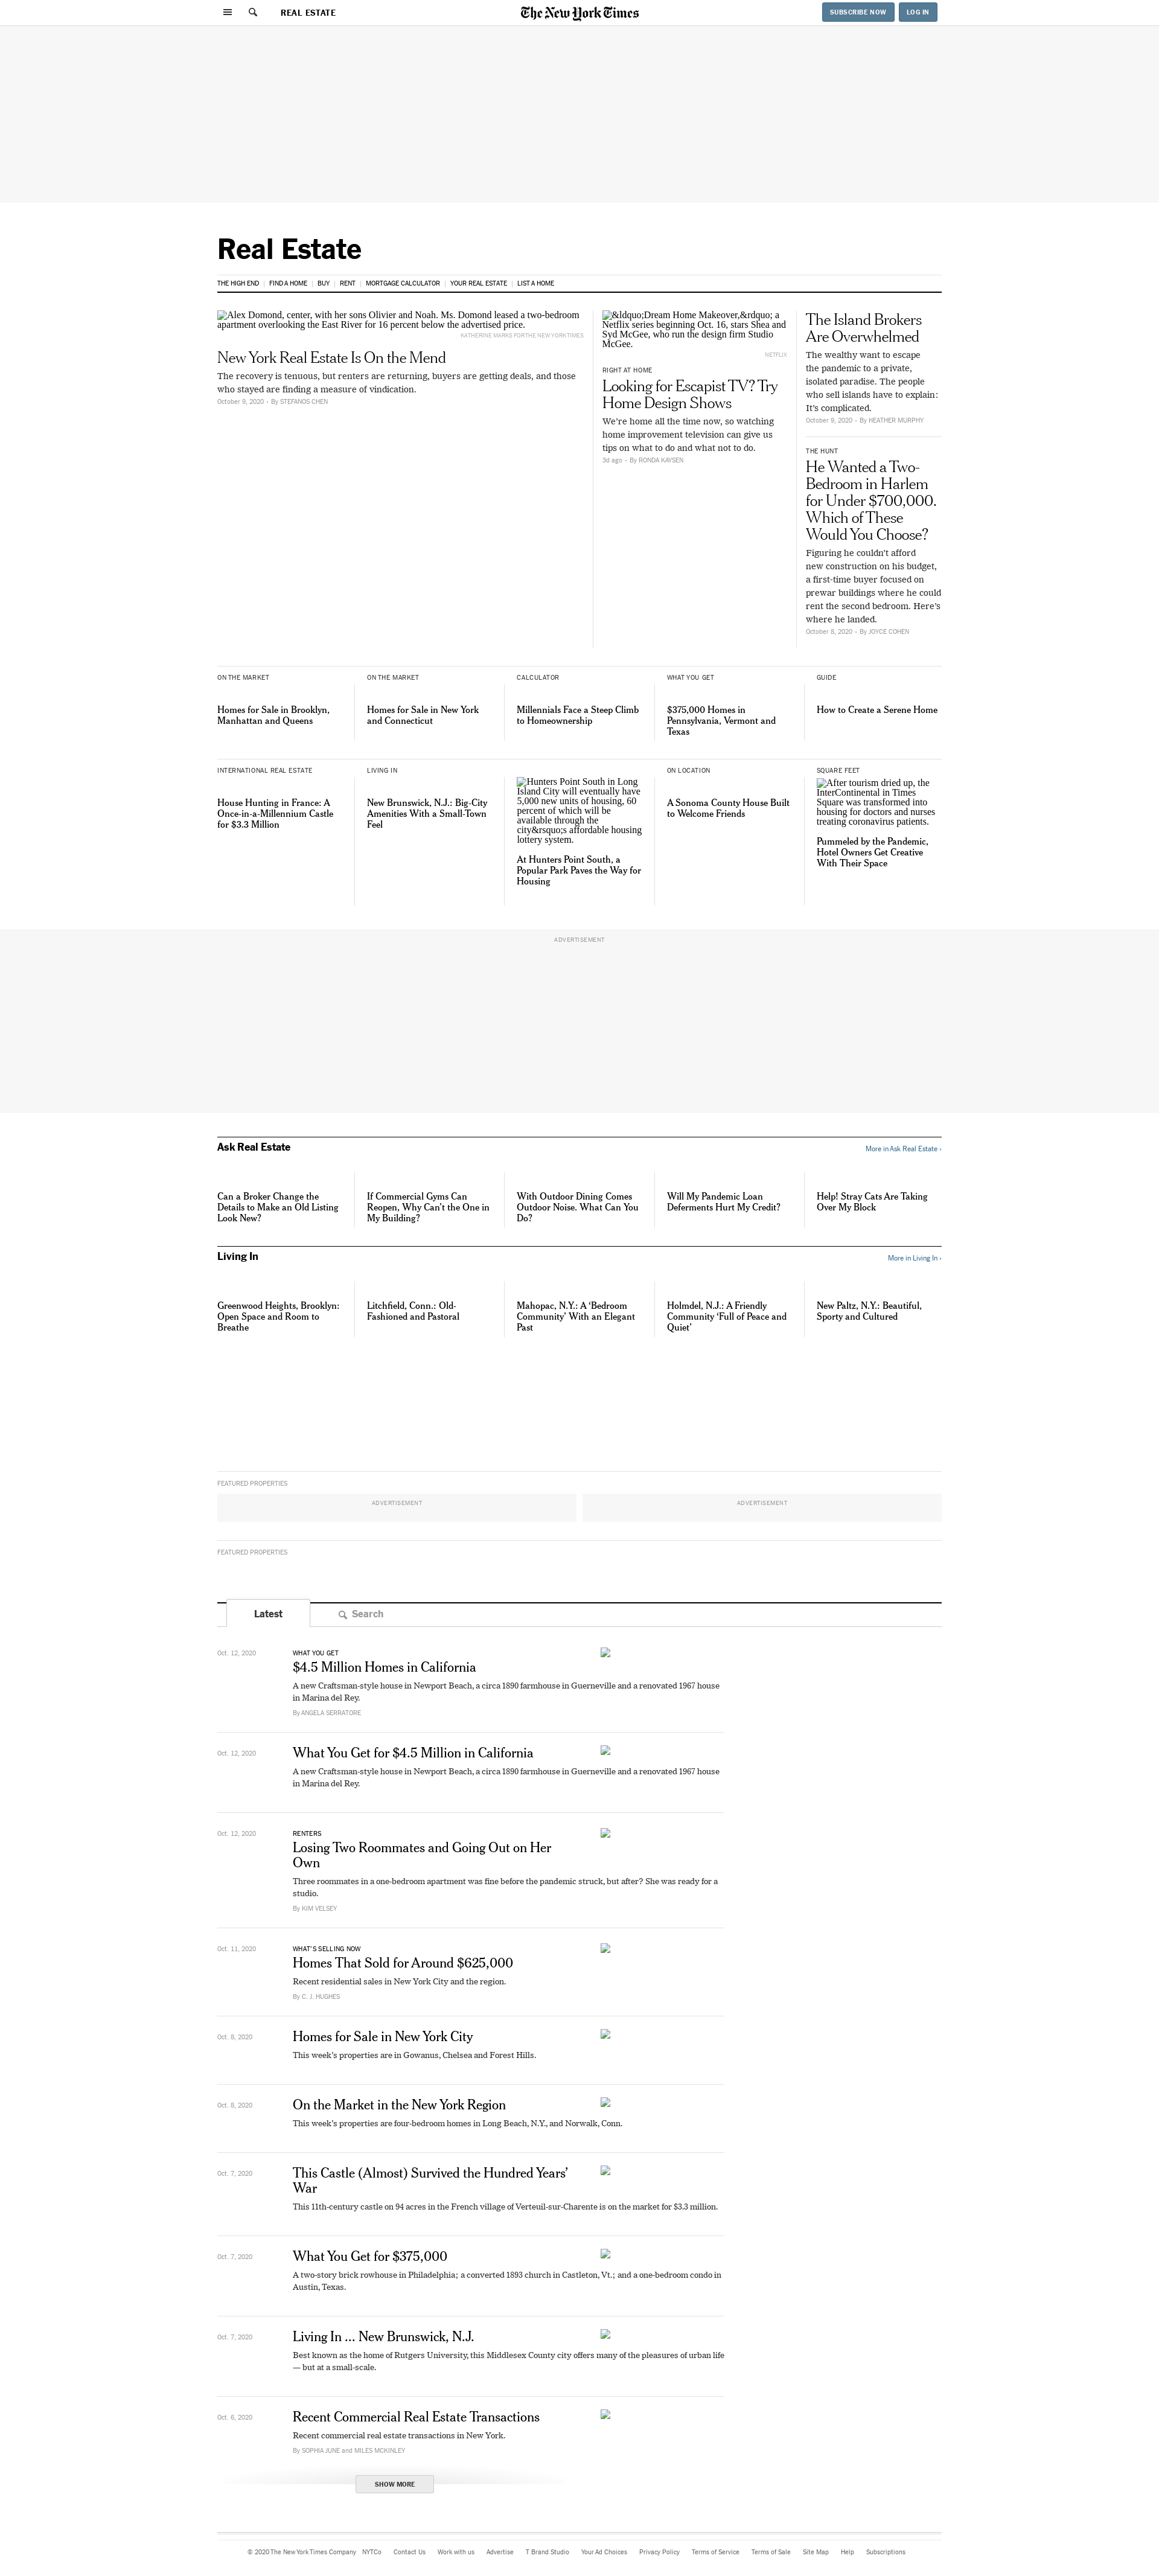 REAL ESTATE
The New York Times
SUBSCRIBE NOW
LOG IN
Real Estate
THE HIGH END
FIND A HOME
BUY
RENT
MORTGAGE CALCULATOR
YOUR REAL ESTATE
LIST A HOME
Alex Domond, center, with her sons Olivier and Noah. Ms. Domond leased a two-bedroom
apartment overlooking the East River for 16 percent below the advertised price.
KATHERINE MARKS FOR THE NEW YORK TIMES
New York Real Estate Is On the Mend
The recovery is tenuous, but renters are returning, buyers are getting deals, and those
who stayed are finding a measure of vindication.
October 9, 2020 - By STEFANOS CHEN
&ldquo;Dream Home Makeover,&rdquo; a
Netflix series beginning Oct. 16, stars Shea and
Syd McGee, who run the design firm Studio
McGee.
NETFLIX
RIGHT AT HOME
Looking for Escapist TV? Try
Home Design Shows
We're home all the time now, so watching
home improvement television can give us
tips on what to do and what not to do.
3d ago - By RONDA KAYSEN
The Island Brokers
Are Overwhelmed
The wealthy want to escape
the pandemic to a private,
isolated paradise. The people
who sell islands have to explain:
It's complicated.
October 9, 2020 - By HEATHER MURPHY
THE HUNT
He Wanted a Two-
Bedroom in Harlem
for Under $700,000.
Which of These
Would You Choose?
Figuring he couldn't afford
new construction on his budget,
a first-time buyer focused on
prewar buildings where he could
rent the second bedroom. Here's
where he landed.
October 8, 2020 - By JOYCE COHEN
ON THE MARKET
Homes for Sale in Brooklyn,
Manhattan and Queens
ON THE MARKET
Homes for Sale in New York
and Connecticut
CALCULATOR
Millennials Face a Steep Climb
to Homeownership
WHAT YOU GET
$375,000 Homes in
Pennsylvania, Vermont and
Texas
GUIDE
How to Create a Serene Home
INTERNATIONAL REAL ESTATE
House Hunting in France: A
Once-in-a-Millennium Castle
for $3.3 Million
LIVING IN
New Brunswick, N.J.: Big-City
Amenities With a Small-Town
Feel
Hunters Point South in Long
Island City will eventually have
5,000 new units of housing, 60
percent of which will be
available through the
city&rsquo;s affordable housing
lottery system.
At Hunters Point South, a
Popular Park Paves the Way for
Housing
ON LOCATION
A Sonoma County House Built
to Welcome Friends
SQUARE FEET
After tourism dried up, the
InterContinental in Times
Square was transformed into
housing for doctors and nurses
treating coronavirus patients.
Pummeled by the Pandemic,
Hotel Owners Get Creative
With Their Space
ADVERTISEMENT
Ask Real Estate
More in Ask Real Estate ›
Can a Broker Change the
Details to Make an Old Listing
Look New?
If Commercial Gyms Can
Reopen, Why Can't the One in
My Building?
With Outdoor Dining Comes
Outdoor Noise. What Can You
Do?
Will My Pandemic Loan
Deferments Hurt My Credit?
Help! Stray Cats Are Taking
Over My Block
Living In
More in Living In ›
Greenwood Heights, Brooklyn:
Open Space and Room to
Breathe
Litchfield, Conn.: Old-
Fashioned and Pastoral
Mahopac, N.Y.: A ‘Bedroom
Community’ With an Elegant
Past
Holmdel, N.J.: A Friendly
Community ‘Full of Peace and
Quiet’
New Paltz, N.Y.: Beautiful,
Sporty and Cultured
FEATURED PROPERTIES
ADVERTISEMENT
ADVERTISEMENT
FEATURED PROPERTIES
Latest
Search
Oct. 12, 2020
WHAT YOU GET
$4.5 Million Homes in California
A new Craftsman-style house in Newport Beach, a circa 1890 farmhouse in Guerneville and a renovated 1967 house
in Marina del Rey.
By ANGELA SERRATORE
Oct. 12, 2020
What You Get for $4.5 Million in California
A new Craftsman-style house in Newport Beach, a circa 1890 farmhouse in Guerneville and a renovated 1967 house
in Marina del Rey.
Oct. 12, 2020
RENTERS
Losing Two Roommates and Going Out on Her
Own
Three roommates in a one-bedroom apartment was fine before the pandemic struck, but after? She was ready for a
studio.
By KIM VELSEY
Oct. 11, 2020
WHAT'S SELLING NOW
Homes That Sold for Around $625,000
Recent residential sales in New York City and the region.
By C. J. HUGHES
Oct. 8, 2020
Homes for Sale in New York City
This week's properties are in Gowanus, Chelsea and Forest Hills.
Oct. 8, 2020
On the Market in the New York Region
This week's properties are four-bedroom homes in Long Beach, N.Y., and Norwalk, Conn.
Oct. 7, 2020
This Castle (Almost) Survived the Hundred Years’
War
This 11th-century castle on 94 acres in the French village of Verteuil-sur-Charente is on the market for $3.3 million.
Oct. 7, 2020
What You Get for $375,000
A two-story brick rowhouse in Philadelphia; a converted 1893 church in Castleton, Vt.; and a one-bedroom condo in
Austin, Texas.
Oct. 7, 2020
Living In ... New Brunswick, N.J.
Best known as the home of Rutgers University, this Middlesex County city offers many of the pleasures of urban life
— but at a small-scale.
Oct. 6, 2020
Recent Commercial Real Estate Transactions
Recent commercial real estate transactions in New York.
By SOPHIA JUNE and MILES MCKINLEY
SHOW MORE
© 2020 The New York Times Company
NYTCo
Contact Us
Work with us
Advertise
T Brand Studio
Your Ad Choices
Privacy Policy
Terms of Service
Terms of Sale
Site Map
Help
Subscriptions